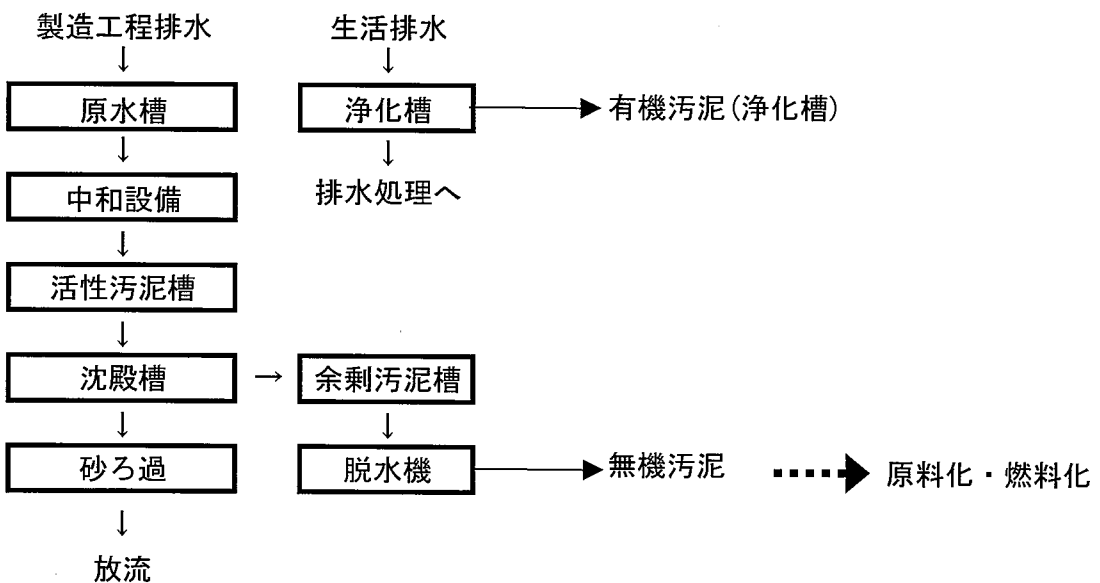 製造工程排水
↓
原水槽
↓
中和設備
↓
活性汚泥槽
↓
沈殿槽
→
↓
砂ろ過
↓
放流
生活排水
↓
浄化槽
有機汚泥(浄化槽)
↓
排水処理へ
余剰汚泥槽
↓
脱水機
無機汚泥
原料化・燃料化